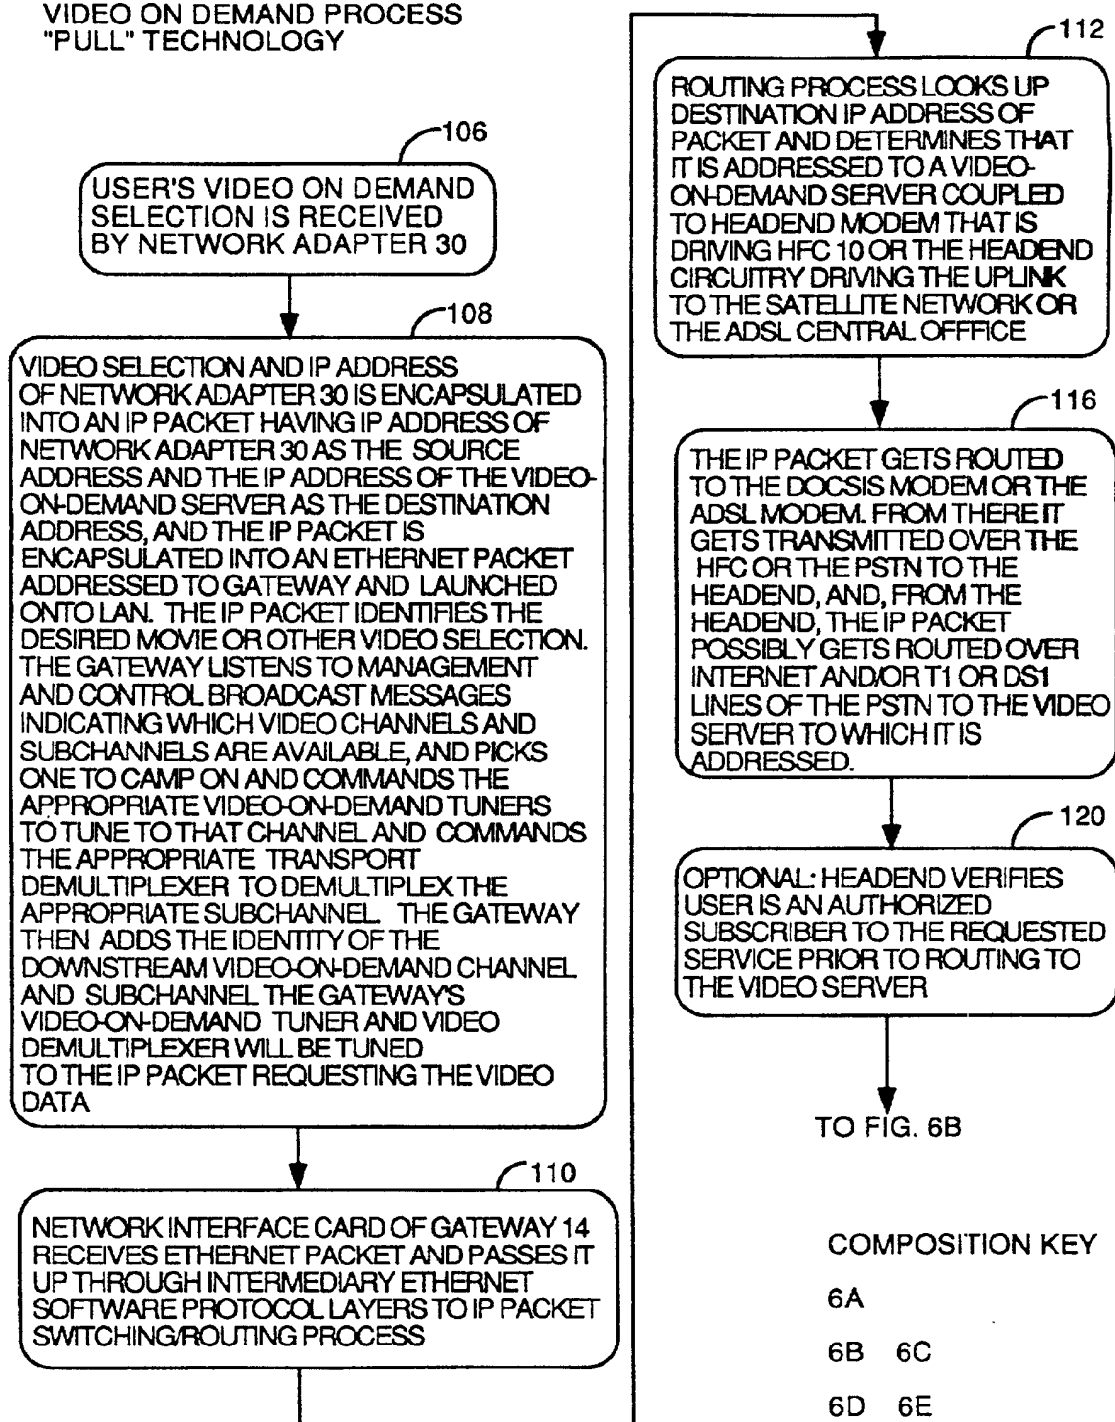 VIDEO ON DEMAND PROCESS
"PULL" TECHNOLOGY
106
USER'S VIDEO ON DEMAND
SELECTION IS RECEIVED
BY NETWORK ADAPTER 30
108
VIDEO SELECTION AND IP ADDRESS
OF NETWORK ADAPTER 30 IS ENCAPSULATED
INTO AN IP PACKET HAVING IP ADDRESS OF
NETWORK ADAPTER 30 AS THE SOURCE
ADDRESS AND THE IP ADDRESS OF THE VIDEO-
ON-DEMAND SERVER AS THE DESTINATION
ADDRESS, AND THE IP PACKET IS
ENCAPSULATED INTO AN ETHERNET PACKET
ADDRESSED TO GATEWAY AND LAUNCHED
ONTO LAN. THE IP PACKET IDENTIFIES THE
DESIRED MOVIE OR OTHER VIDEO SELECTION.
THE GATEWAY LISTENS TO MANAGEMENT
AND CONTROL BROADCAST MESSAGES
INDICATING WHICH VIDEO CHANNELS AND
SUBCHANNELS ARE AVAILABLE, AND PICKS
ONE TO CAMP ON AND COMMANDS THE
APPROPRIATE VIDEO-ON-DEMAND TUNERS
TO TUNE TO THAT CHANNEL AND COMMANDS
THE APPROPRIATE TRANSPORT
DEMULTIPLEXER TO DEMULTIPLEX THE
APPROPRIATE SUBCHANNEL THE GATEWAY
THEN ADDS THE IDENTITY OF THE
DOWNSTREAM VIDEO-ON-DEMAND CHANNEL
AND SUBCHANNEL THE GATEWAY'S
VIDEO-ON-DEMAND TUNER AND VIDEO
DEMULTIPLEXER WILL BE TUNED
TO THE IP PACKET REQUESTING THE VIDEO
DATA
110
NETWORK INTERFACE CARD OF GATEWAY 14
RECEIVES ETHERNET PACKET AND PASSES IT
UP THROUGH INTERMEDIARY ETHERNET
SOFTWARE PROTOCOL LAYERS TO IP PACKET
SWITCHING/ROUTING PROCESS
112
ROUTING PROCESS LOOKS UP
DESTINATION IP ADDRESS OF
PACKET AND DETERMINES THAT
IT IS ADDRESSED TO A VIDEO-
ON-DEMAND SERVER COUPLED
TO HEADEND MODEM THAT IS
DRIVING HFC 10 OR THE HEADEND
CIRCUITRY DRIVING THE UPLINK
TO THE SATELLITE NETWORK OR
THE ADSL CENTRAL OFFFICE
116
THE IP PACKET GETS ROUTED
TO THE DOCSIS MODEM OR THE
ADSL MODEM. FROM THERE IT
GETS TRANSMITTED OVER THE
HFC OR THE PSTN TO THE
HEADEND, AND, FROM THE
HEADEND, THE IP PACKET
POSSIBLY GETS ROUTED OVER
INTERNET AND/OR T1 OR DS1
LINES OF THE PSTN TO THE VIDEO
SERVER TO WHICH IT IS
ADDRESSED.
120
OPTIONAL: HEADEND VERIFIES
USER IS AN AUTHORIZED
SUBSCRIBER TO THE REQUESTED
SERVICE PRIOR TO ROUTING TO
THE VIDEO SERVER
TO FIG. 6B
COMPOSITION KEY
6A
6B 6C
6D 6E